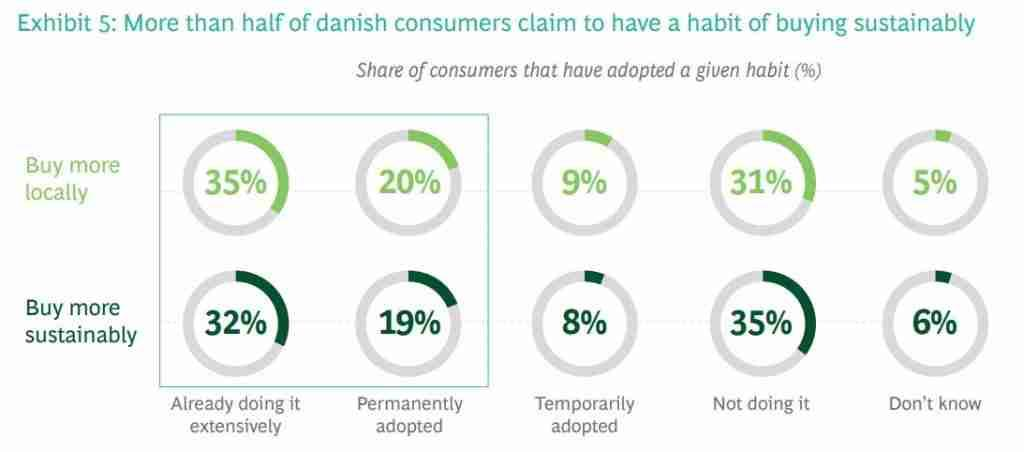 Exhibit 5: More than half of danish consumers claim to have a habit of buying sustainably
Share of consumers that have adopted a given habit (%)
Buy more
locally
35%
20%
9%
31%
5%
Buy more
sustainably
32%
19%
8%
35%
6%
Already doing it
extensively
Permanently
adopted
Temporarily
adopted
Not doing it
Don't know